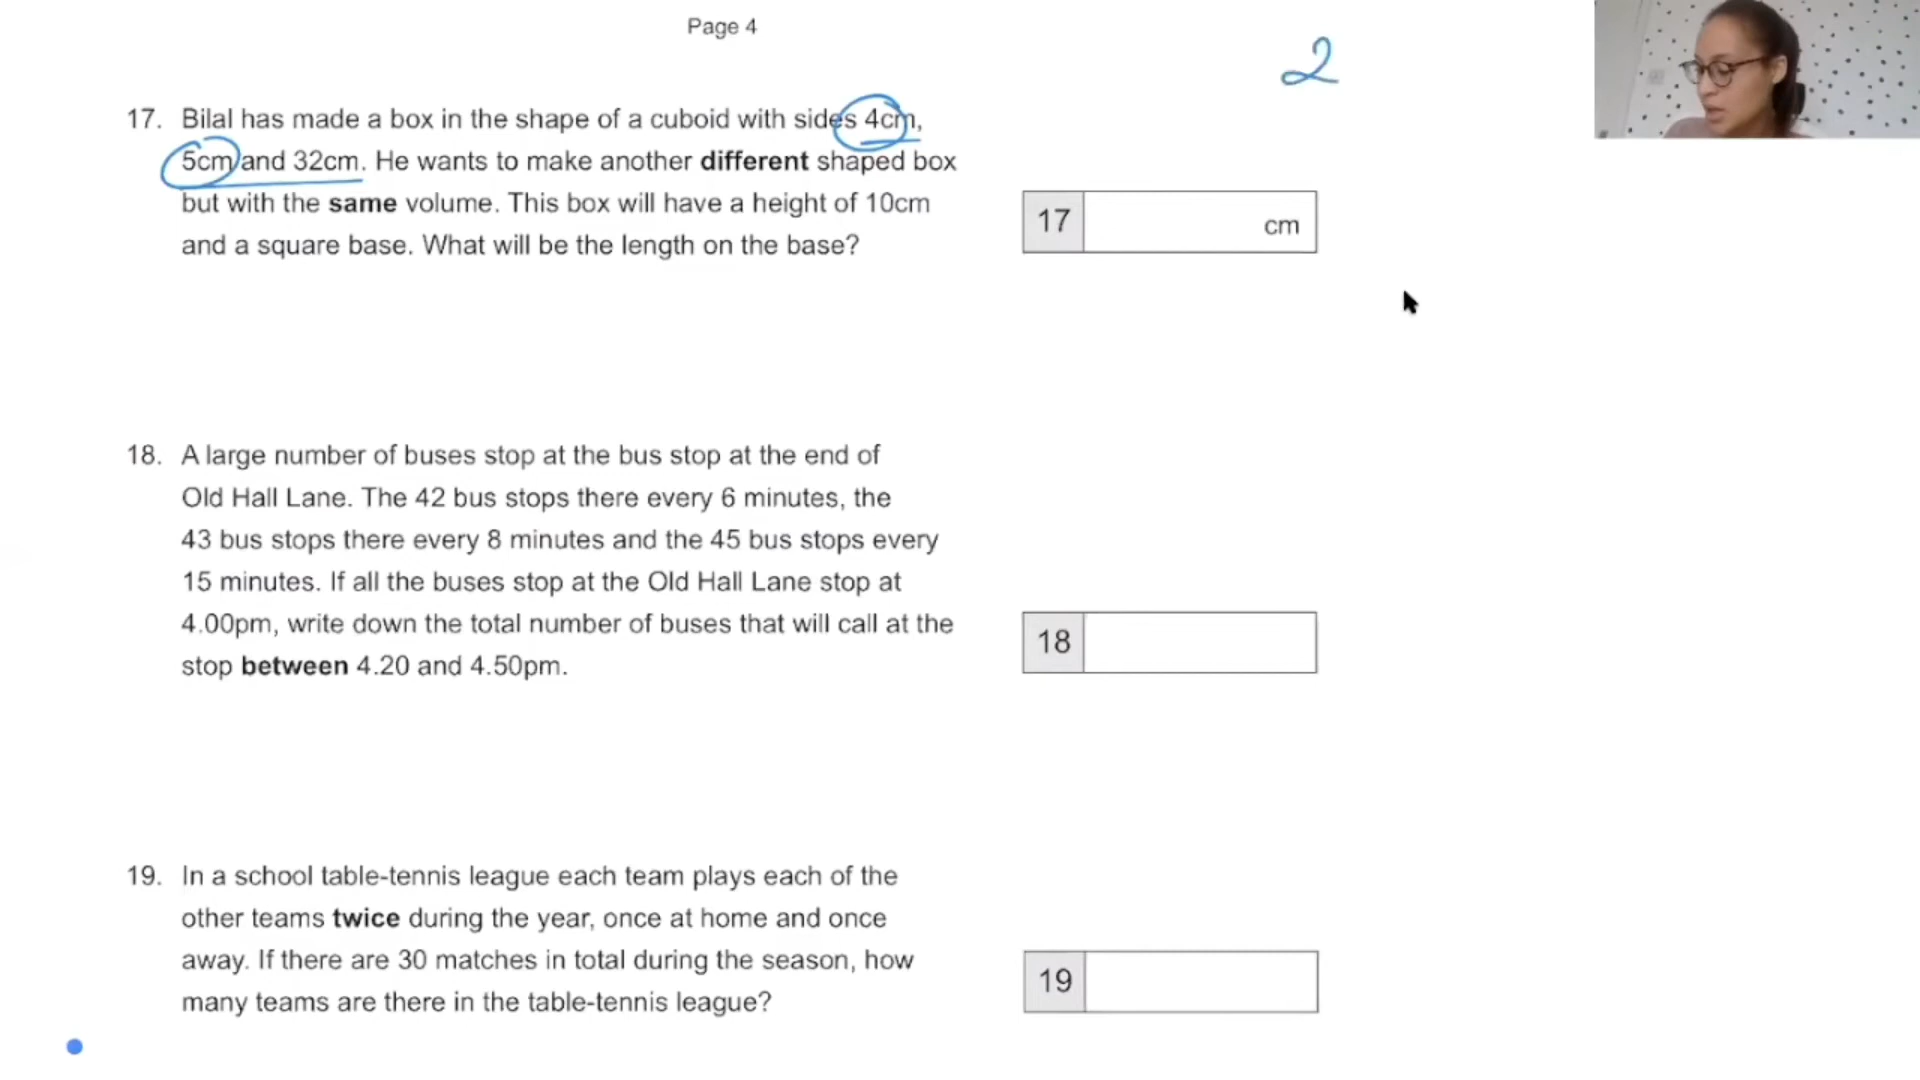 Page 4
2
17. Bilal has made a box in the shape of a cuboid with sides 4cm,
5cm and 32cm. He wants to make another different shaped box
but with the same volume. This box will have a height of 10cm
and a square base. What will be the length on the base?
17 cm
18. A large number of buses stop at the bus stop at the end of
Old Hall Lane. The 42 bus stops there every 6 minutes, the
43 bus stops there every 8 minutes and the 45 bus stops every
15 minutes. If all the buses stop at the Old Hall Lane stop at
4.00pm, write down the total number of buses that will call at the
stop between 4.20 and 4.50pm.
18
19. In a school table-tennis league each team plays each of the
other teams twice during the year, once at home and once
away. If there are 30 matches in total during the season, how
many teams are there in the table-tennis league?
19